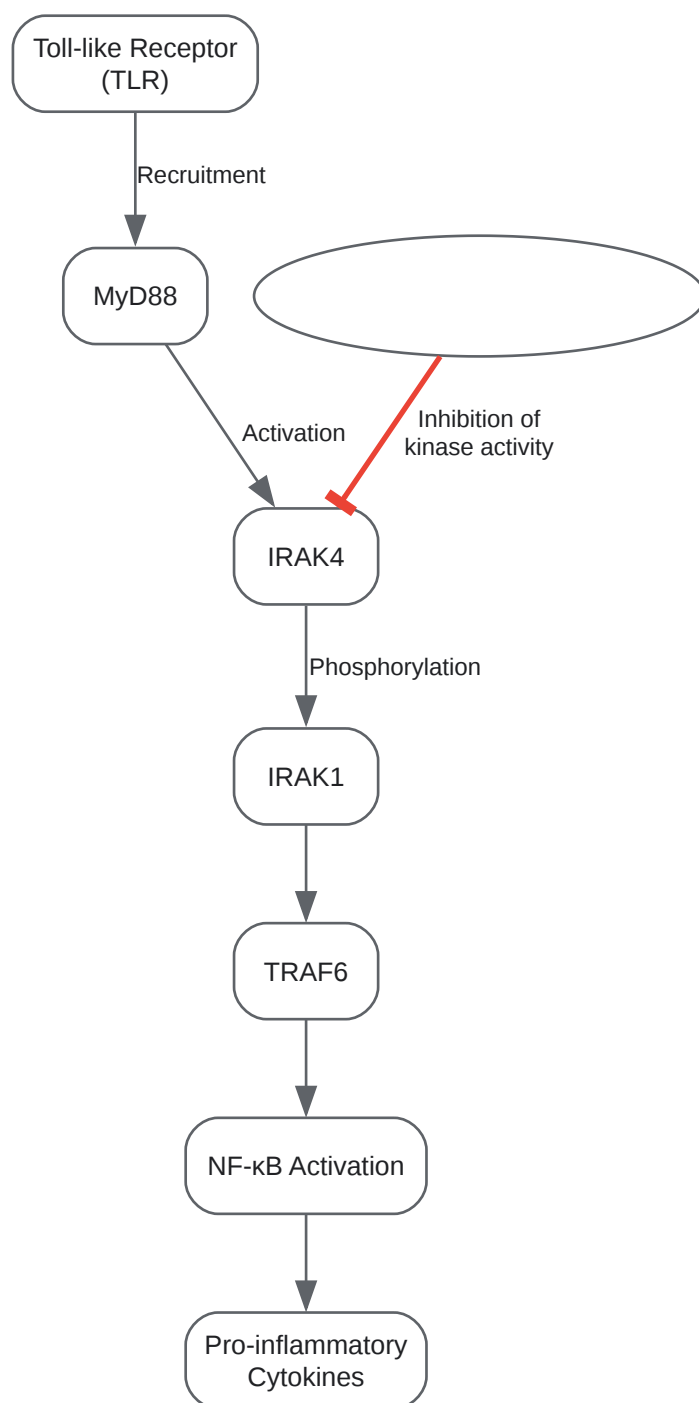 Toll-like Receptor
(TLR)
Recruitment
MyD88
Activation
Inhibition of
kinase activity
IRAK4
Phosphorylation
IRAK1
TRAF6
NF-κB Activation
Pro-inflammatory
Cytokines